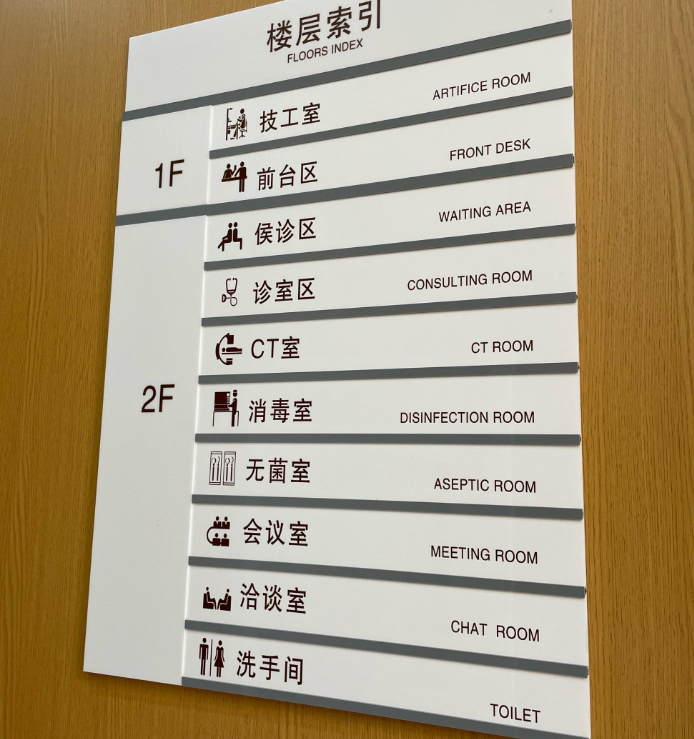 楼层索引
FLOORS INDEX
1F
技工室 ARTIFICE ROOM
前台区 FRONT DESK
2F
侯诊区 WAITING AREA
诊室区 CONSULTING ROOM
CT室 CT ROOM
消毒室 DISINFECTION ROOM
无菌室 ASEPTIC ROOM
会议室 MEETING ROOM
洽谈室 CHAT ROOM
洗手间 TOILET